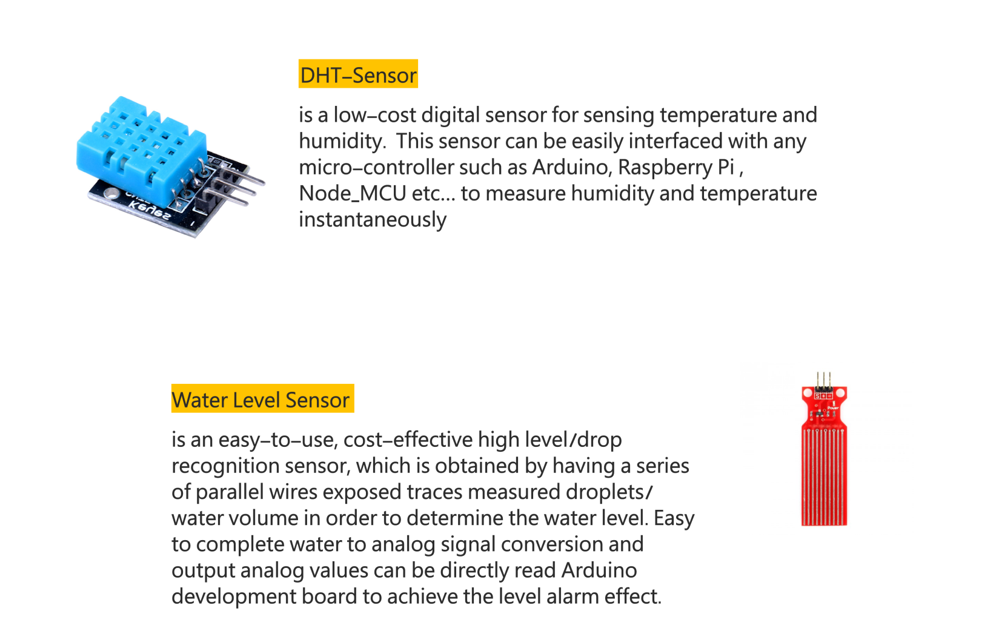 DHT–Sensor
is a low–cost digital sensor for sensing temperature and
humidity.  This sensor can be easily interfaced with any
micro–controller such as Arduino, Raspberry Pi ,
Node_MCU etc... to measure humidity and temperature
instantaneously
Keyes
Water Level Sensor
is an easy–to–use, cost–effective high level/drop
recognition sensor, which is obtained by having a series
of parallel wires exposed traces measured droplets/
water volume in order to determine the water level. Easy
to complete water to analog signal conversion and
output analog values can be directly read Arduino
development board to achieve the level alarm effect.
S + −
Power